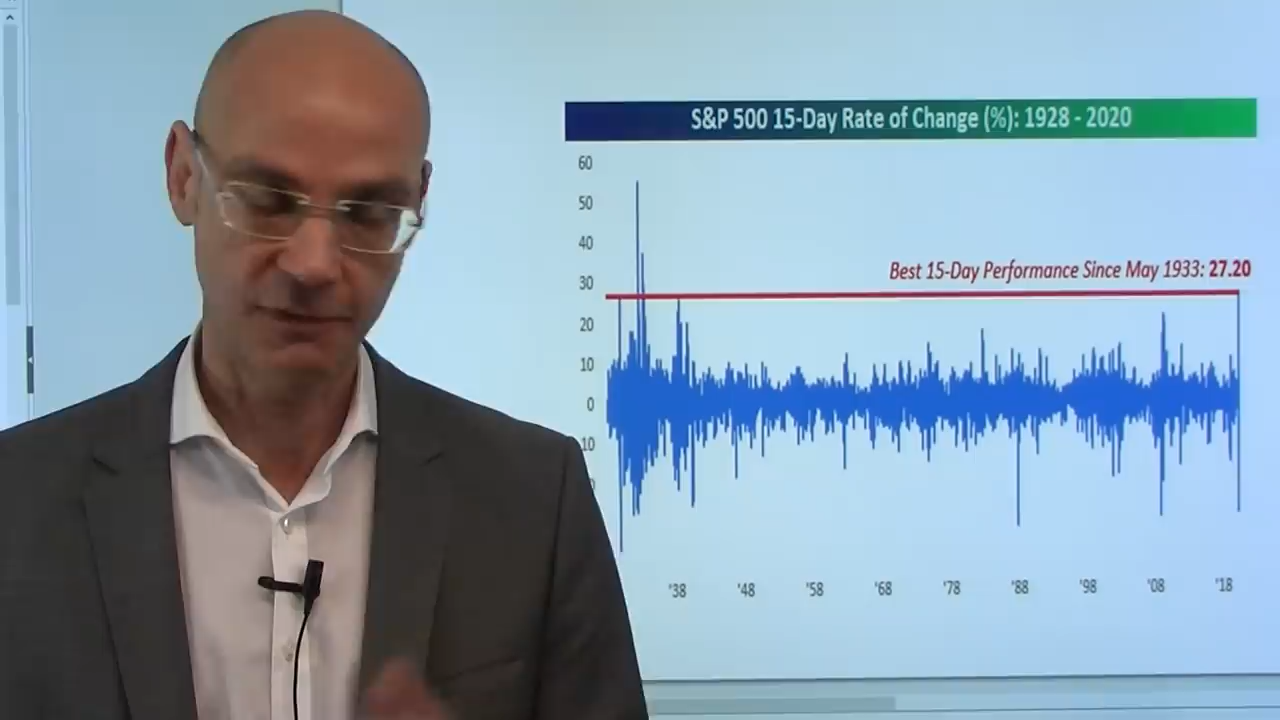 S&P 500 15-Day Rate of Change (%): 1928 - 2020
60
50
40
Best 15-Day Performance Since May 1933: 27.20
30
20
10
0
10
'38 '48 '58 '68 '78 '88 '98 '08 '18